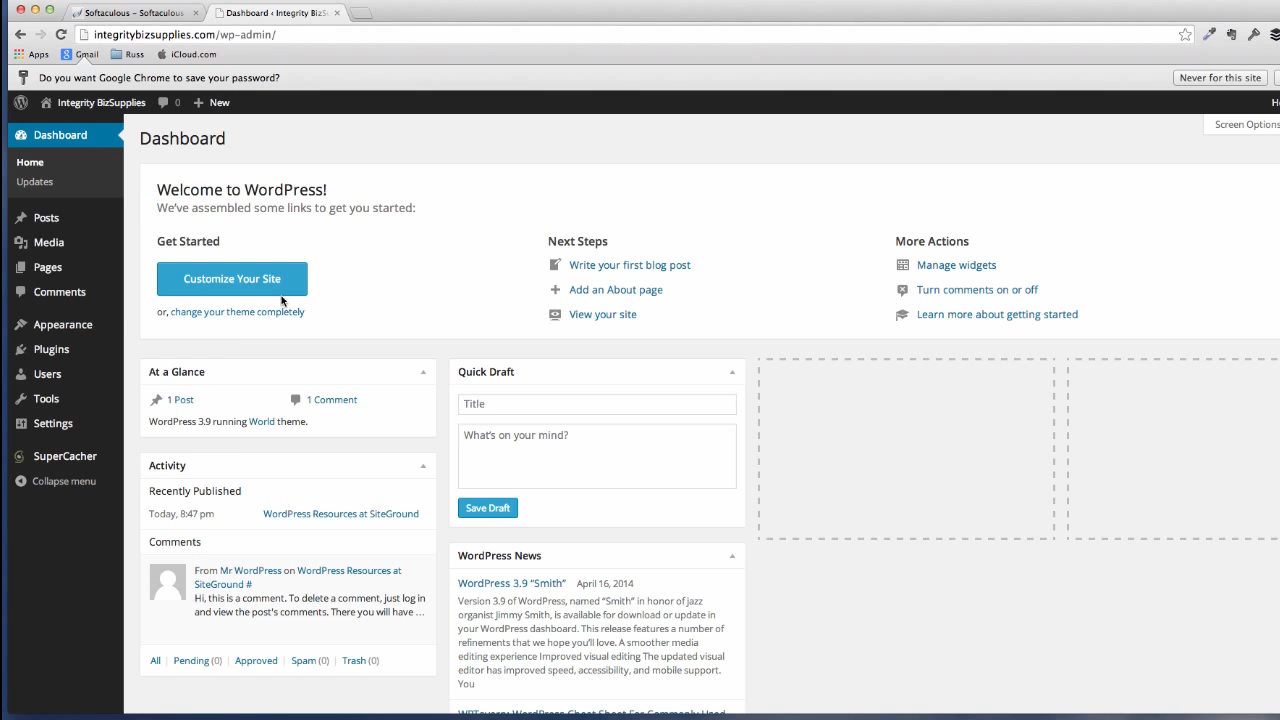 Softaculous – Softaculous
Dashboard ‹ Integrity BizS
integritybizsupplies.com/wp-admin/
Apps Gmail Russ iCloud.com
Do you want Google Chrome to save your password?
Never for this site
Integrity BizSupplies 0 + New
Screen Options
Dashboard
Home
Updates
Posts
Media
Pages
Comments
Appearance
Plugins
Users
Tools
Settings
SuperCacher
Collapse menu
Dashboard
Welcome to WordPress!
We've assembled some links to get you started:
Get Started
Customize Your Site
or, change your theme completely
Next Steps
Write your first blog post
Add an About page
View your site
More Actions
Manage widgets
Turn comments on or off
Learn more about getting started
At a Glance
1 Post 1 Comment
WordPress 3.9 running World theme.
Activity
Recently Published
Today, 8:47 pm WordPress Resources at SiteGround
Comments
From Mr WordPress on WordPress Resources at
SiteGround #
Hi, this is a comment. To delete a comment, just log in
and view the post's comments. There you will have …
All | Pending (0) | Approved | Spam (0) | Trash (0)
Quick Draft
Title
What's on your mind?
Save Draft
WordPress News
WordPress 3.9 “Smith” April 16, 2014
Version 3.9 of WordPress, named “Smith” in honor of jazz
organist Jimmy Smith, is available for download or update in
your WordPress dashboard. This release features a number of
refinements that we hope you'll love. A smoother media
editing experience Improved visual editing The updated visual
editor has improved speed, accessibility, and mobile support.
You
WPTavern: WordPress Cheat Sheet For Commonly Used